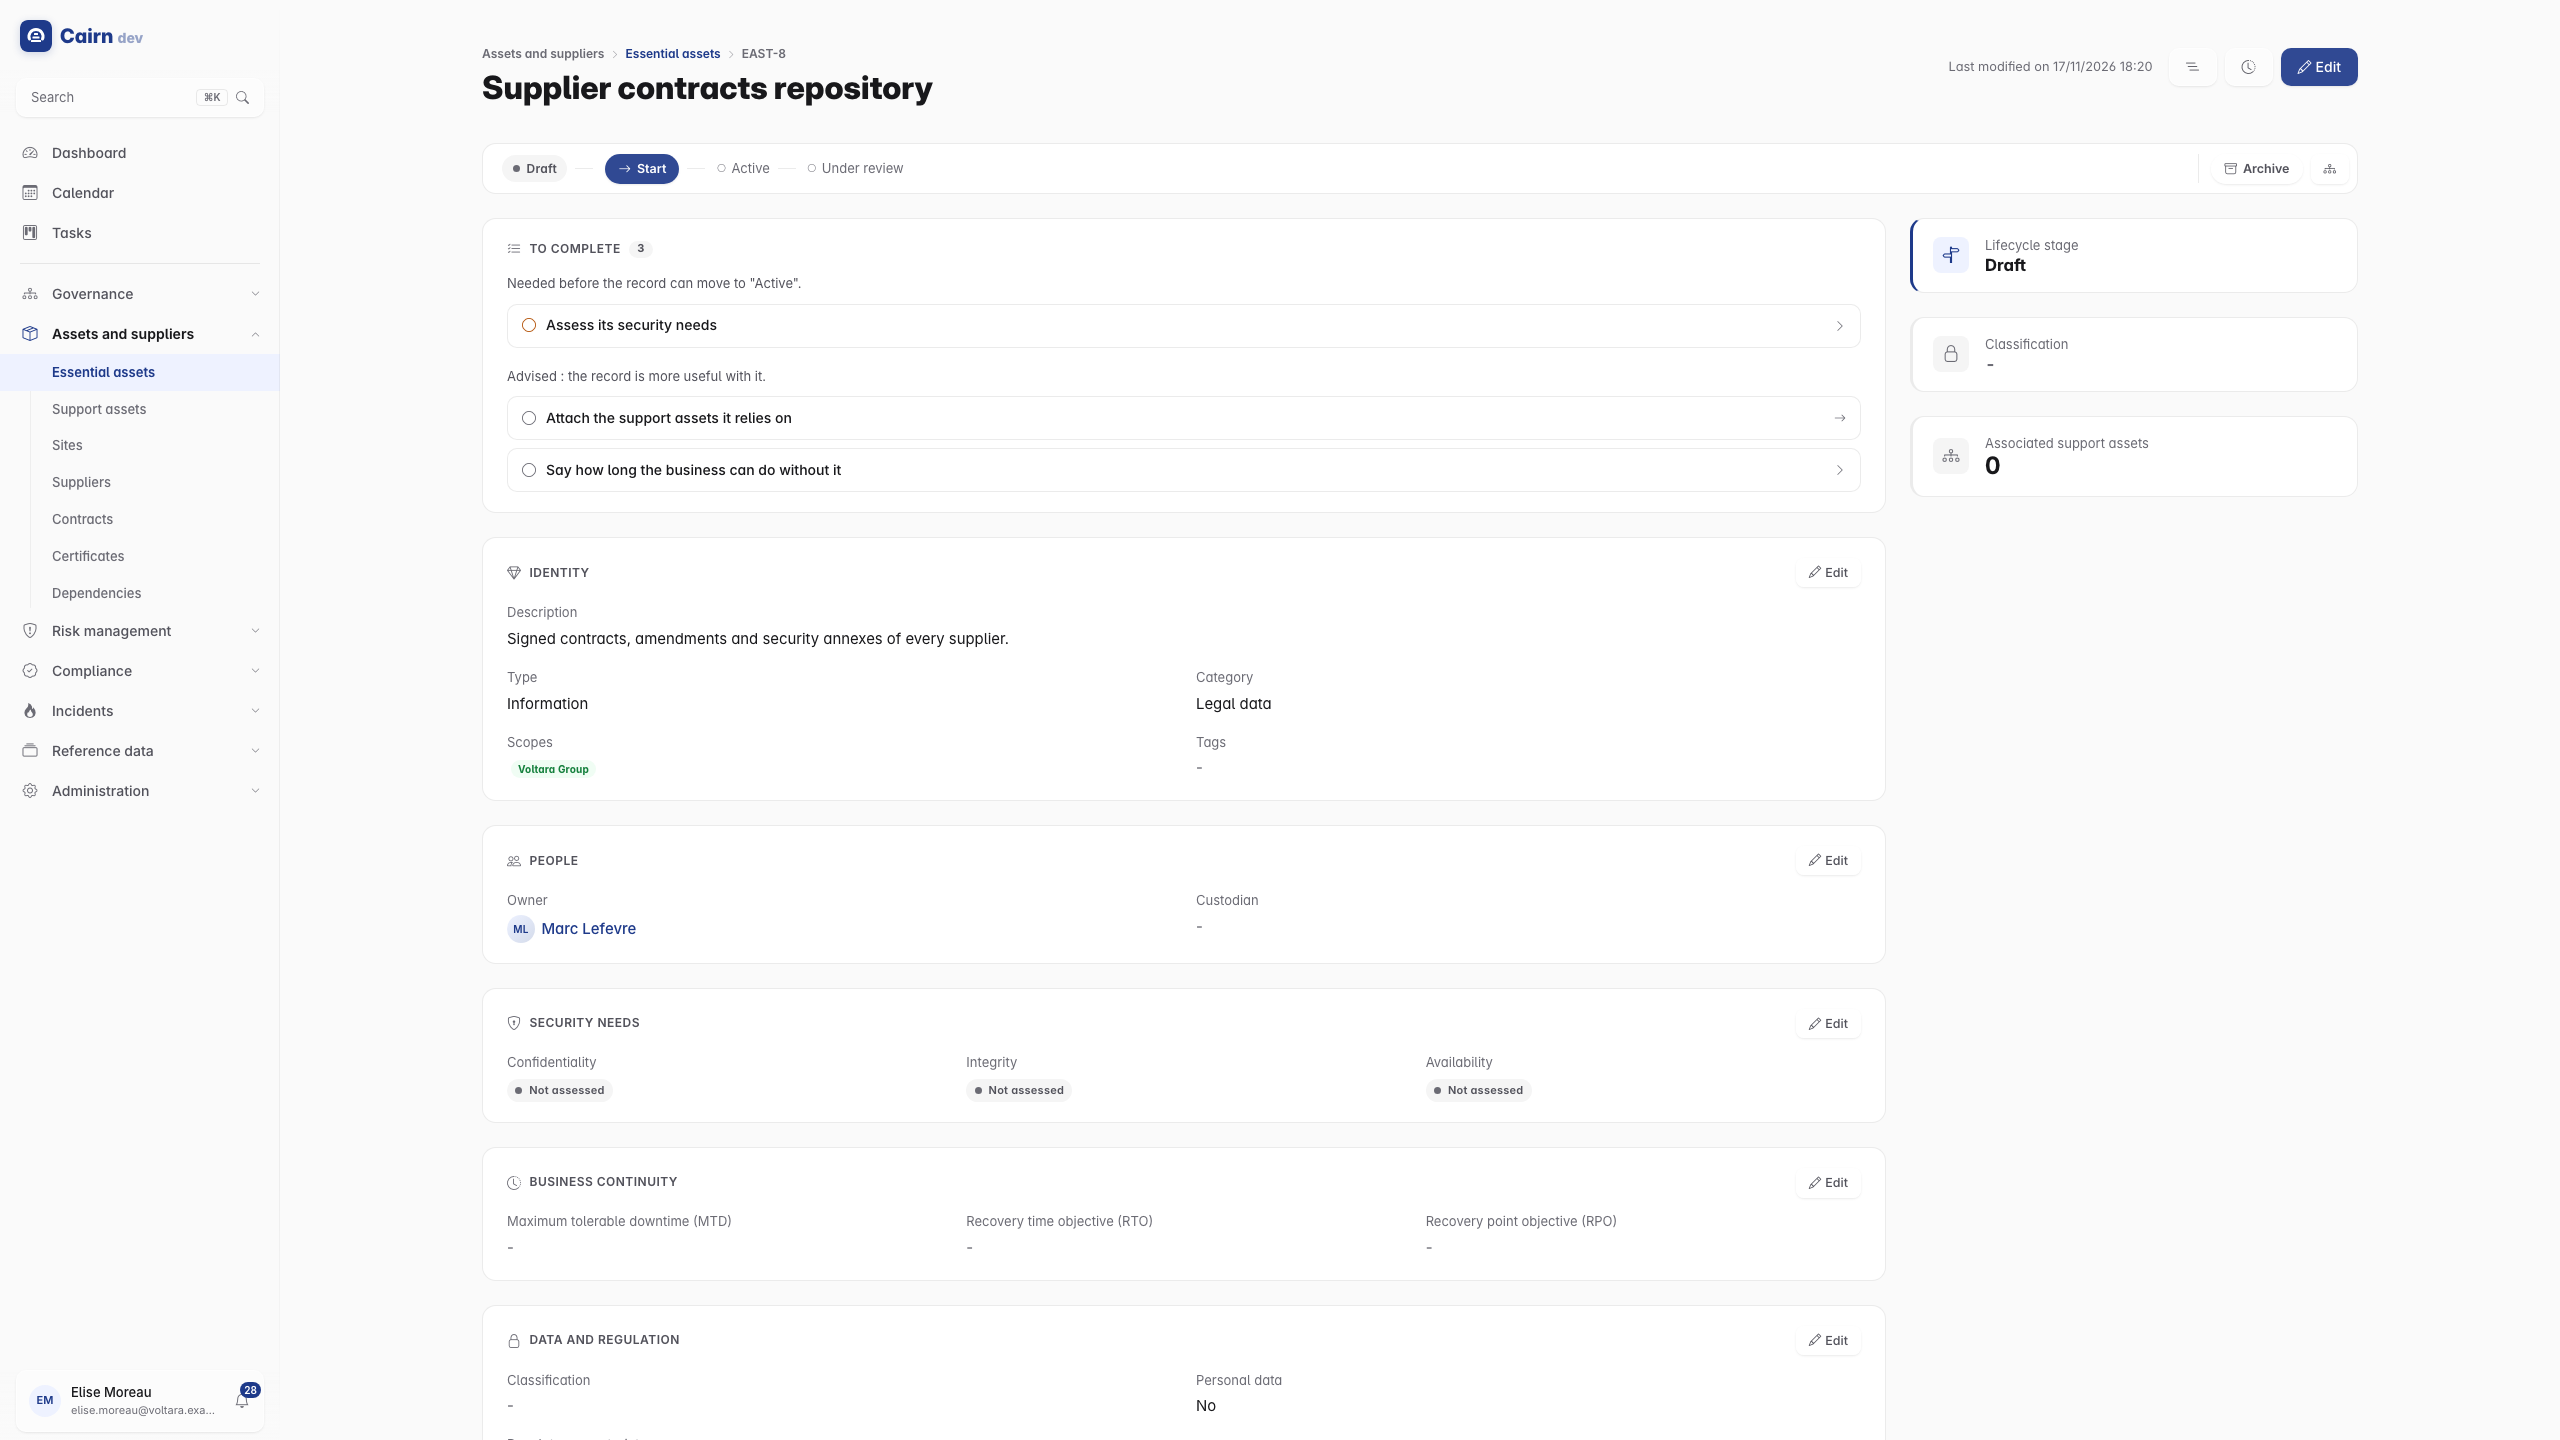 Cairn dev
Search ⌘K
Dashboard
Calendar
Tasks
Governance
Assets and suppliers
Essential assets
Support assets
Sites
Suppliers
Contracts
Certificates
Dependencies
Risk management
Compliance
Incidents
Reference data
Administration
EM Elise Moreau
elise.moreau@voltara.exa...
28
Assets and suppliers > Essential assets > EAST-8
Supplier contracts repository
Last modified on 17/11/2026 18:20
Edit
Draft → Start Active Under review
Archive
TO COMPLETE 3
Needed before the record can move to "Active".
Assess its security needs
Advised : the record is more useful with it.
Attach the support assets it relies on
Say how long the business can do without it
Lifecycle stage
Draft
Classification
-
Associated support assets
0
IDENTITY Edit
Description
Signed contracts, amendments and security annexes of every supplier.
Type Category
Information Legal data
Scopes Tags
Voltara Group -
PEOPLE Edit
Owner Custodian
ML Marc Lefevre -
SECURITY NEEDS Edit
Confidentiality Integrity Availability
Not assessed Not assessed Not assessed
BUSINESS CONTINUITY Edit
Maximum tolerable downtime (MTD) Recovery time objective (RTO) Recovery point objective (RPO)
- - -
DATA AND REGULATION Edit
Classification Personal data
- No